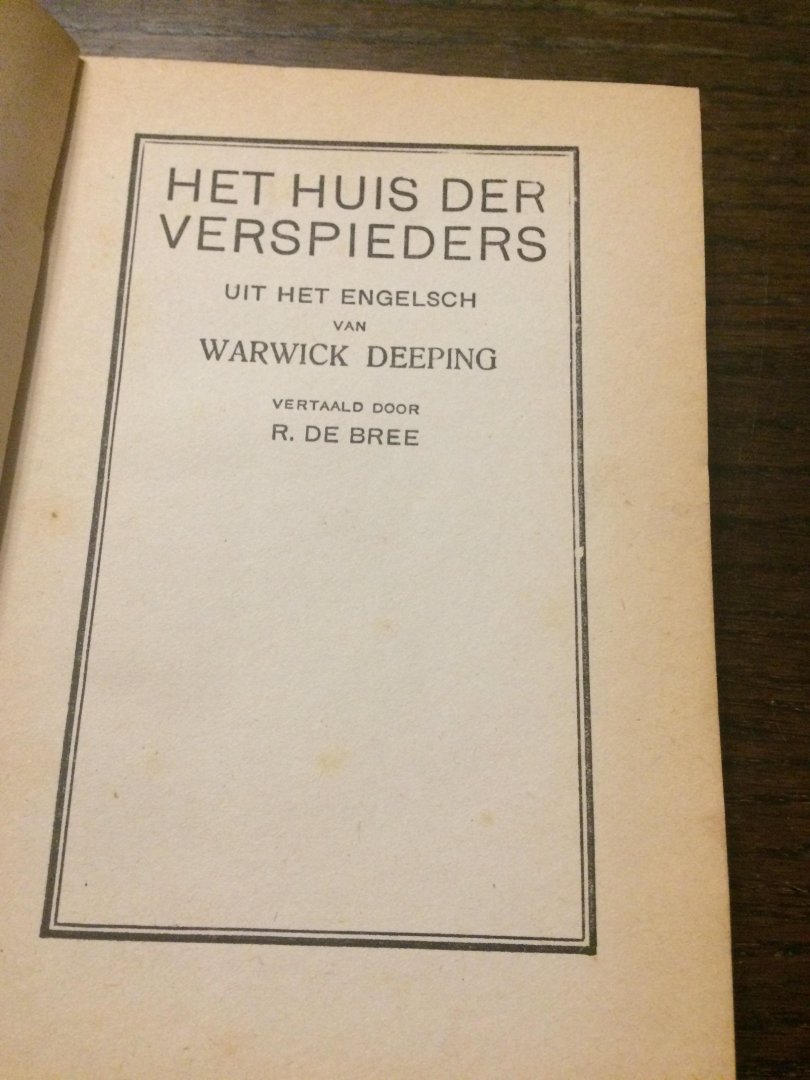 HET HUIS DER
VERSPIEDERS
UIT HET ENGELSCH
VAN
WARWICK DEEPING
VERTAALD DOOR
R. DE BREE